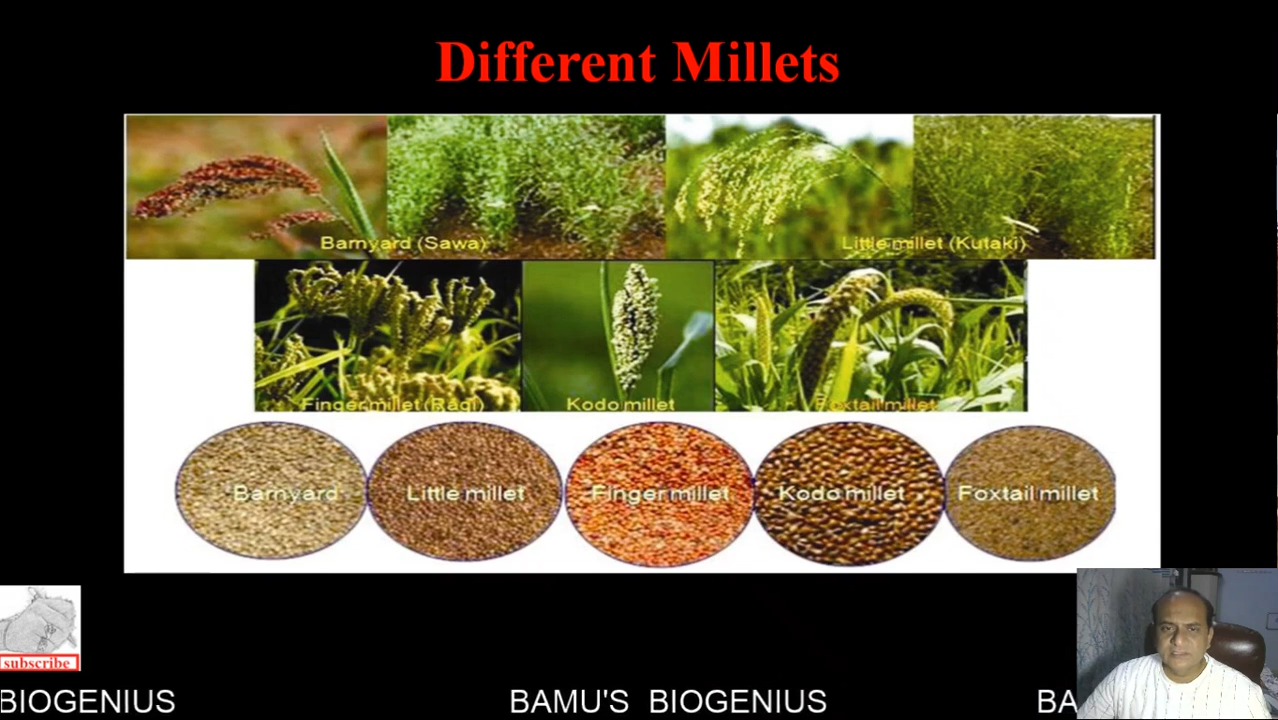 Different Millets
Barnyard (Sawa)
Little millet (Kutaki)
Finger millet (Ragi)
Kodo millet
Foxtail millet
Barnyard
Little millet
Finger millet
Kodo millet
Foxtail millet
subscribe
BIOGENIUS
BAMU'S BIOGENIUS
BA